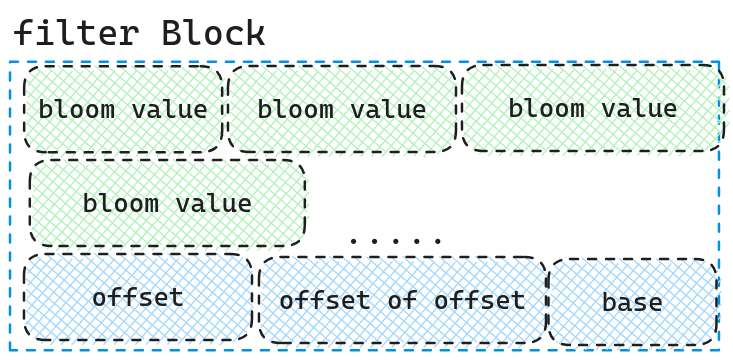 filter Block
bloom value bloom value bloom value
bloom value
.....
offset offset of offset base